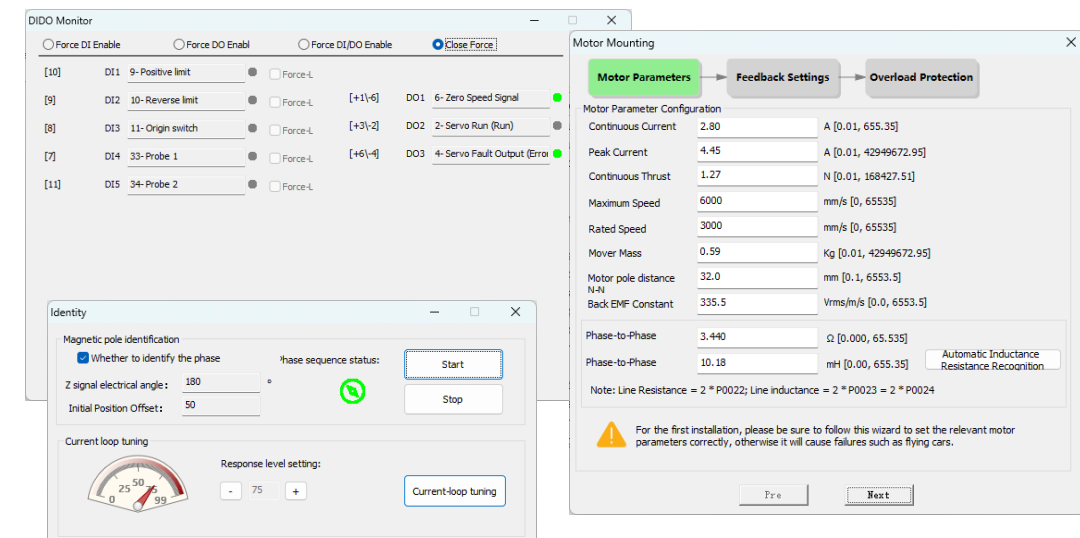 DIDO Monitor
Force DI Enable Force DO Enabl Force DI/DO Enable Close Force
[10] DI1 9- Positive limit Force-L
[9] DI2 10- Reverse limit Force-L [+1\-6] DO1 6- Zero Speed Signal
[8] DI3 11- Origin switch Force-L [+3\-2] DO2 2- Servo Run (Run)
[7] DI4 33- Probe 1 Force-L [+6\-4] DO3 4- Servo Fault Output (Erroi
[11] DI5 34- Probe 2 Force-L
Identity
Magnetic pole identification
Whether to identify the phase
Phase sequence status:
Start
Z signal electrical angle: 180 °
Initial Position Offset: 50
Stop
Current loop tuning
0 25 50 75 99
Response level setting:
- 75 +
Current-loop tuning
Motor Mounting
Motor Parameters Feedback Settings Overload Protection
Motor Parameter Configuration
Continuous Current 2.80 A [0.01, 655.35]
Peak Current 4.45 A [0.01, 42949672.95]
Continuous Thrust 1.27 N [0.01, 168427.51]
Maximum Speed 6000 mm/s [0, 65535]
Rated Speed 3000 mm/s [0, 65535]
Mover Mass 0.59 Kg [0.01, 42949672.95]
Motor pole distance 32.0 mm [0.1, 6553.5]
N-N
Back EMF Constant 335.5 Vrms/m/s [0.0, 6553.5]
Phase-to-Phase 3.440 Ω [0.000, 65.535]
Phase-to-Phase 10.18 mH [0.00, 655.35]
Automatic Inductance
Resistance Recognition
Note: Line Resistance = 2 * P0022; Line inductance = 2 * P0023 = 2 * P0024
For the first installation, please be sure to follow this wizard to set the relevant motor
parameters correctly, otherwise it will cause failures such as flying cars.
Pre Next